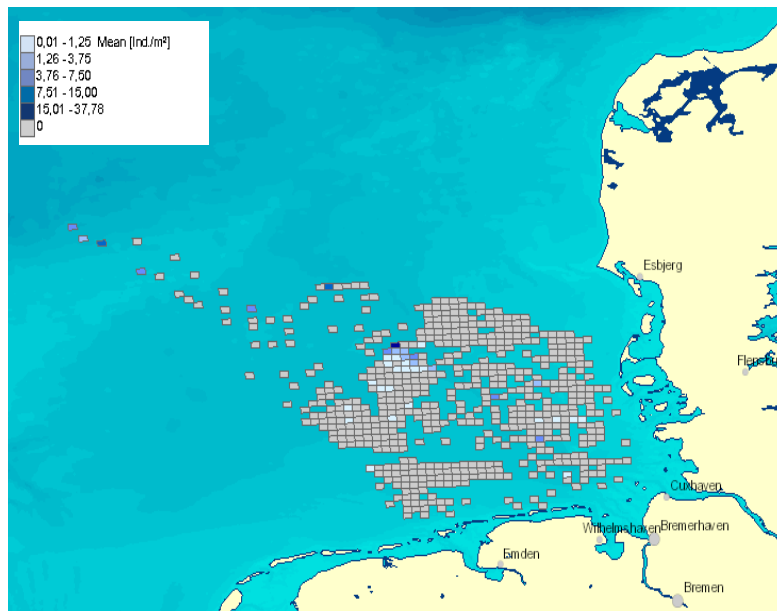 0,01 - 1,25 Mean [Ind./m²]
1,26 - 3,75
3,76 - 7,50
7,51 - 15,00
15,01 - 37,78
0
Esbjerg
Flensbu
Cuxhaven
Wilhelmshaven
Bremerhaven
Emden
Bremen